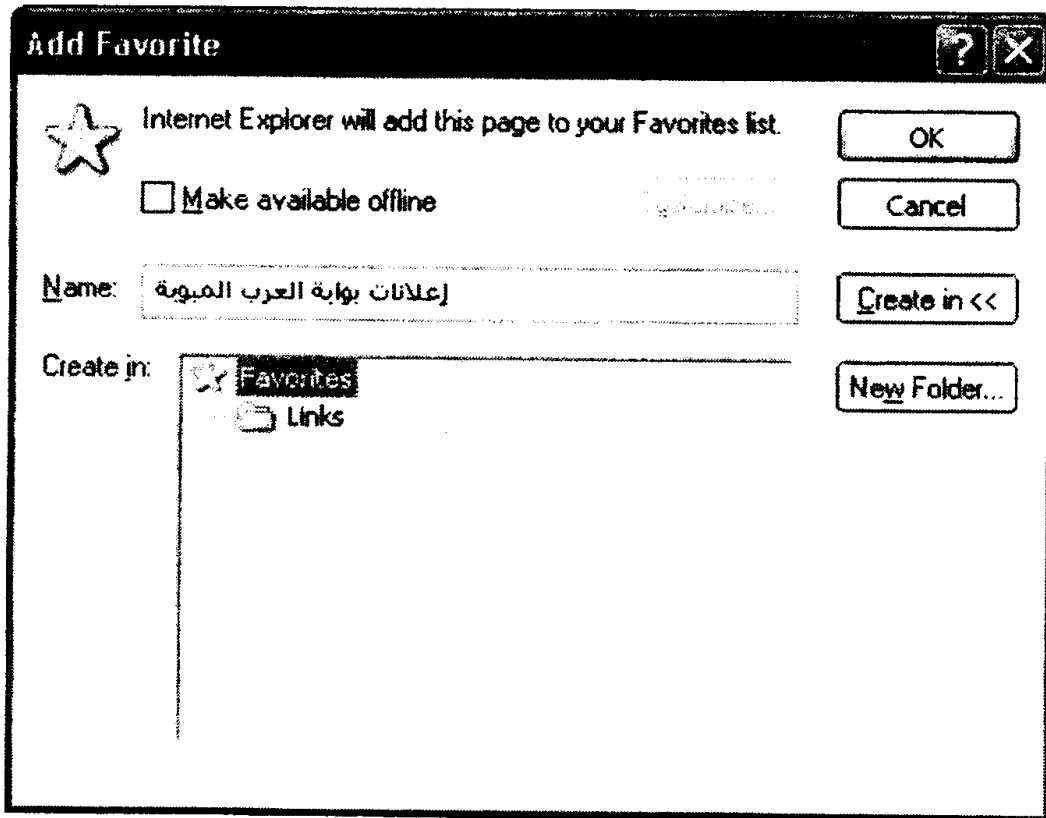 Add Favorite
Internet Explorer will add this page to your Favorites list.
OK
Make available offline
Cancel
Name: إعلانات بوابة العرب المبوبة
Create in <<
Create in:
Favorites
New Folder...
Links